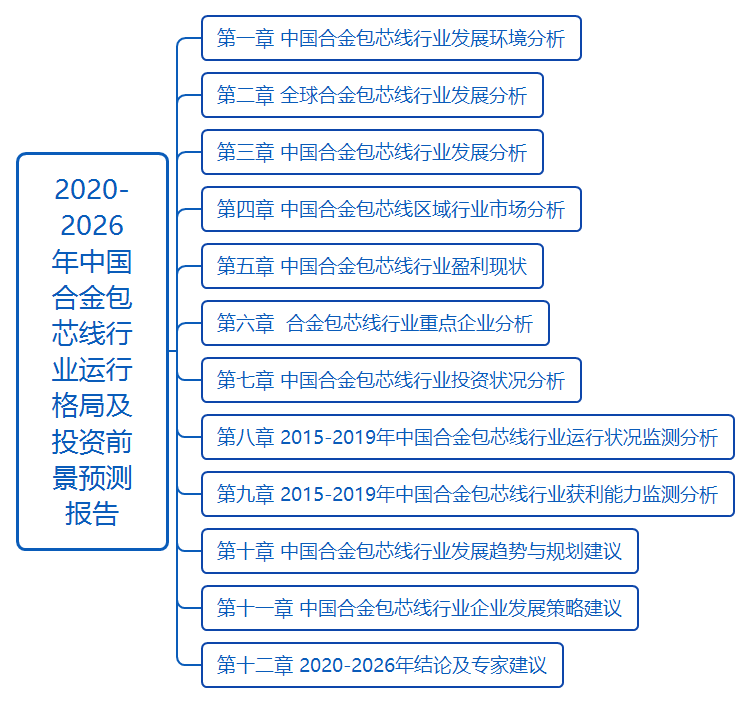 2020-
2026
年中国
合金包
芯线行
业运行
格局及
投资前
景预测
报告
第一章 中国合金包芯线行业发展环境分析
第二章 全球合金包芯线行业发展分析
第三章 中国合金包芯线行业发展分析
第四章 中国合金包芯线区域行业市场分析
第五章 中国合金包芯线行业盈利现状
第六章  合金包芯线行业重点企业分析
第七章 中国合金包芯线行业投资状况分析
第八章 2015-2019年中国合金包芯线行业运行状况监测分析
第九章 2015-2019年中国合金包芯线行业获利能力监测分析
第十章 中国合金包芯线行业发展趋势与规划建议
第十一章 中国合金包芯线行业企业发展策略建议
第十二章 2020-2026年结论及专家建议